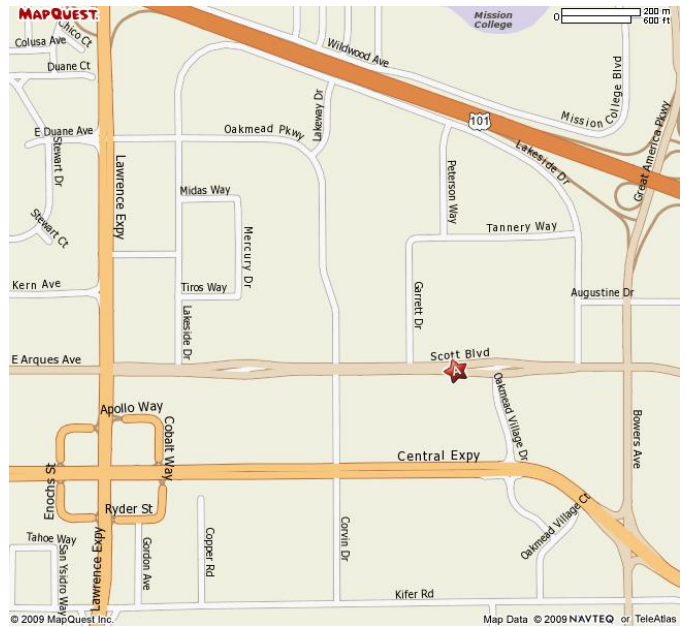 MAPQUEST.
Chico Ct
Colusa Ave
Duane Ct
E Duane Ave
Stewart Dr
Stewart Ct
Kern Ave
Lawrence Expy
Mission
College
0
200 m
600 ft
Wildwood Ave
Mission College Blvd
Great America Pkwy
101
Lakeside Dr
Lakeway Dr
Oakmead Pkwy
Peterson Way
Midas Way
Mercury Dr
Tannery Way
Tiros Way
Lakeside Dr
Garrett Dr
Augustine Dr
E Arques Ave
Scott Blvd
A
Apollo Way
Cobalt Way
Oakmead Village Dr
Bowers Ave
Central Expy
Enochs St
Ryder St
Oakmead Village Ct
Tahoe Way
San Ysidro Way
Lawrence Expy
Gordon Ave
Copper Rd
Corvin Dr
Kifer Rd
© 2009 MapQuest Inc.
Map Data © 2009 NAVTEQ or TeleAtlas